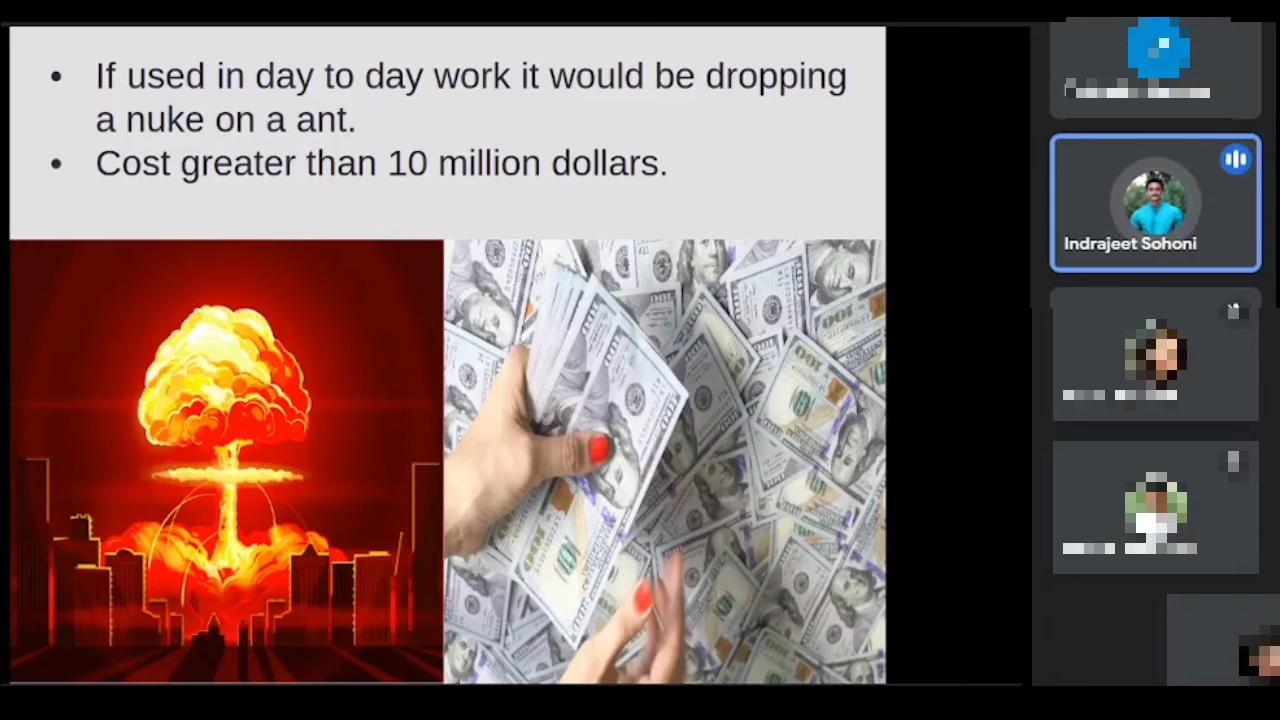 • If used in day to day work it would be dropping
a nuke on a ant.
• Cost greater than 10 million dollars.
Indrajeet Sohoni